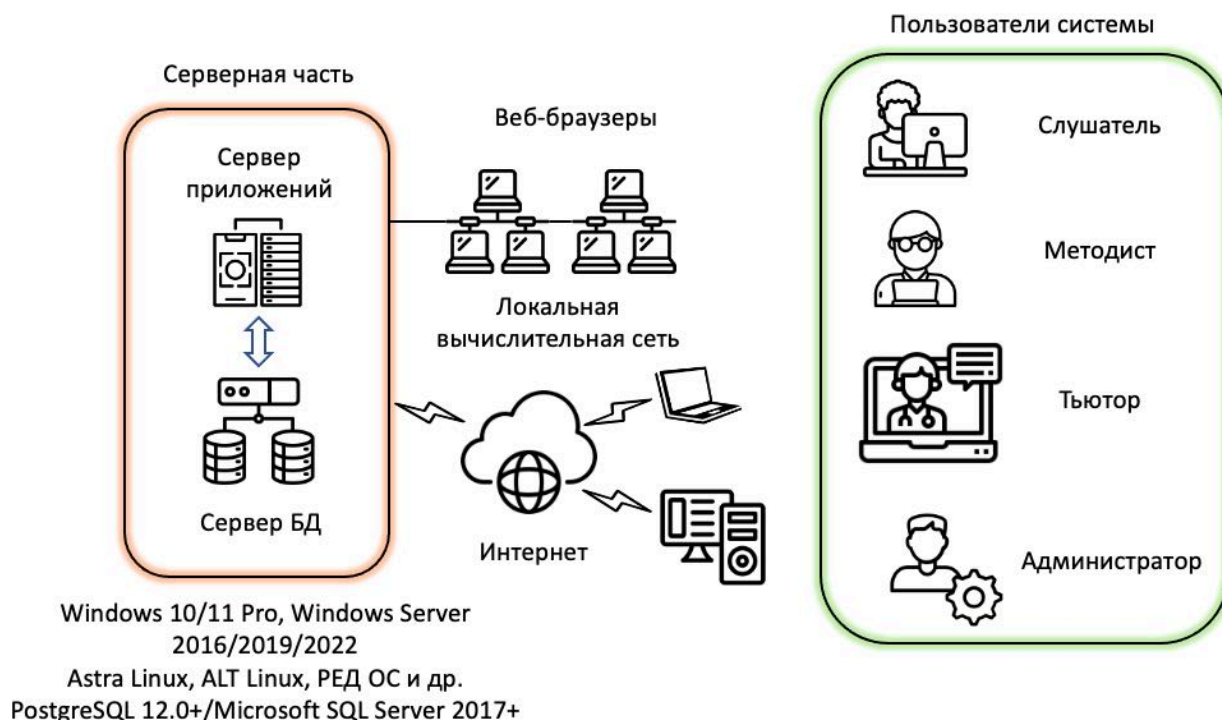 Пользователи системы
Серверная часть
Веб-браузеры
Сервер
приложений
Слушатель
Методист
Локальная
вычислительная сеть
Тьютор
Сервер БД
Интернет
Администратор
Windows 10/11 Pro, Windows Server
2016/2019/2022
Astra Linux, ALT Linux, РЕД ОС и др.
PostgreSQL 12.0+/Microsoft SQL Server 2017+